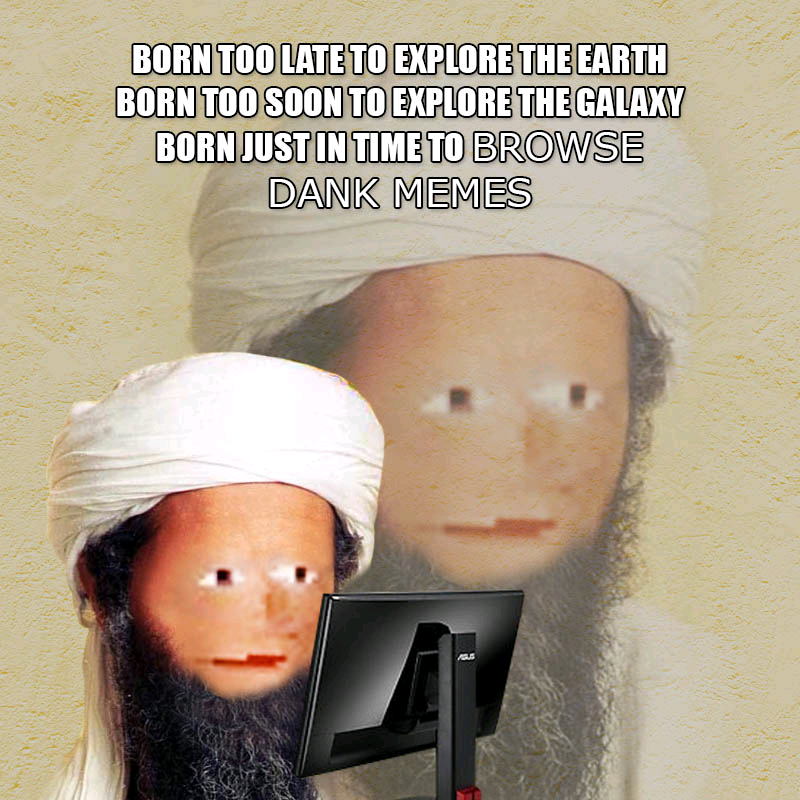 BORN TOO LATE TO EXPLORE THE EARTH
BORN TOO SOON TO EXPLORE THE GALAXY
BORN JUST IN TIME TO BROWSE
DANK MEMES
ASUS